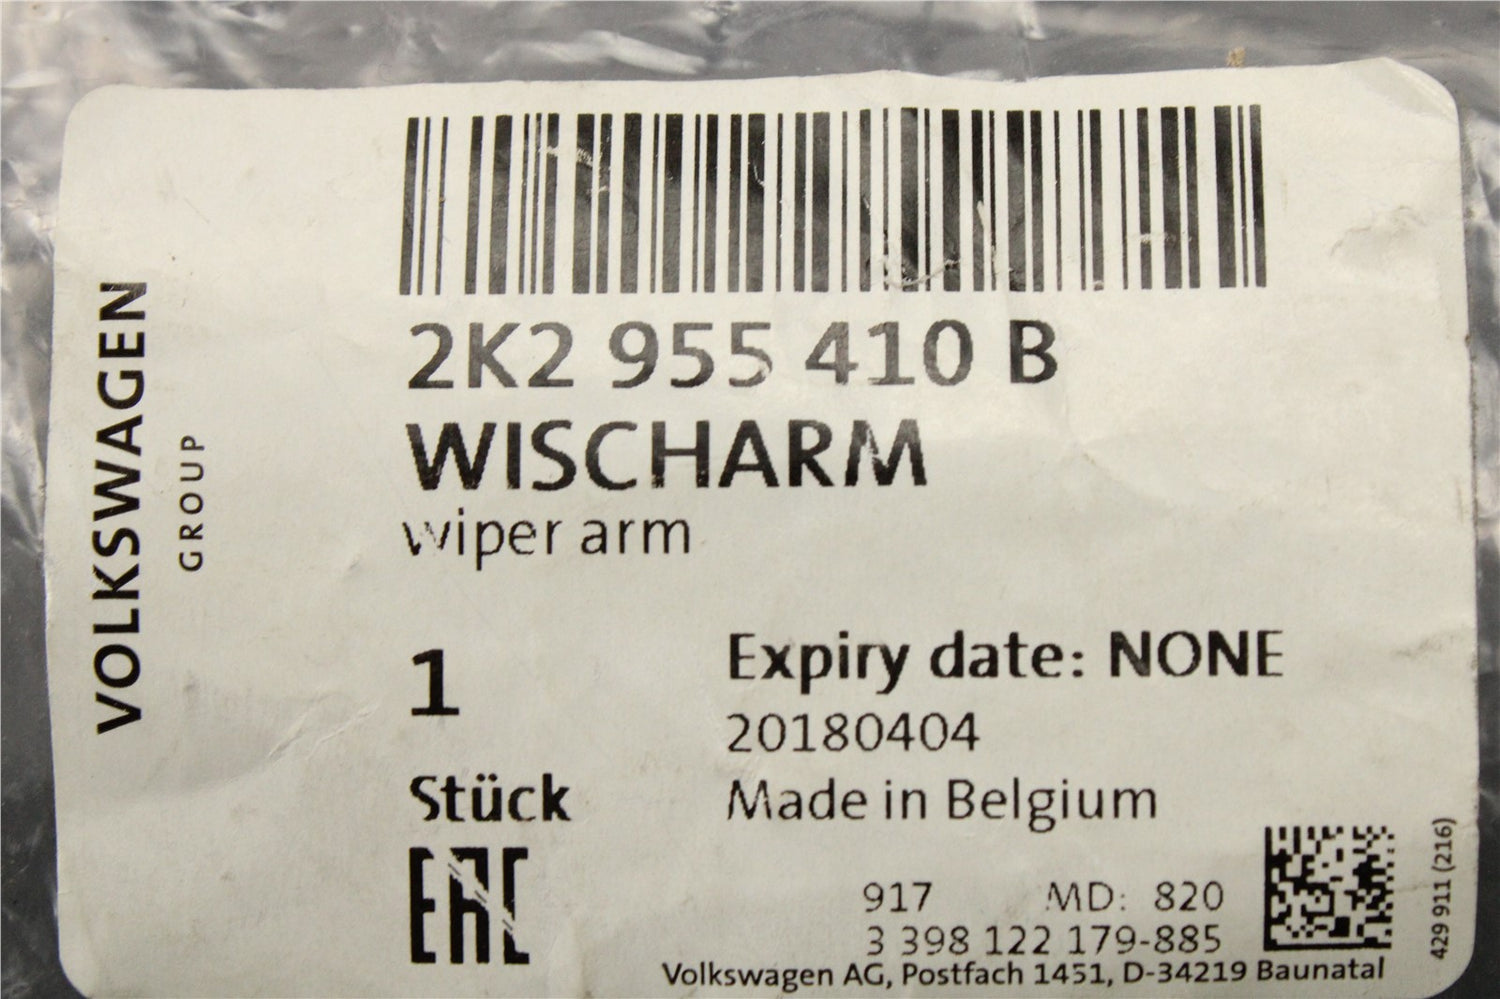 VOLKSWAGEN
GROUP
2K2 955 410 B
WISCHARM
wiper arm
1
Stück
EAC
Expiry date: NONE
20180404
Made in Belgium
917 MD: 820
3 398 122 179-885
Volkswagen AG, Postfach 1451, D-34219 Baunatal
429 911 (216)